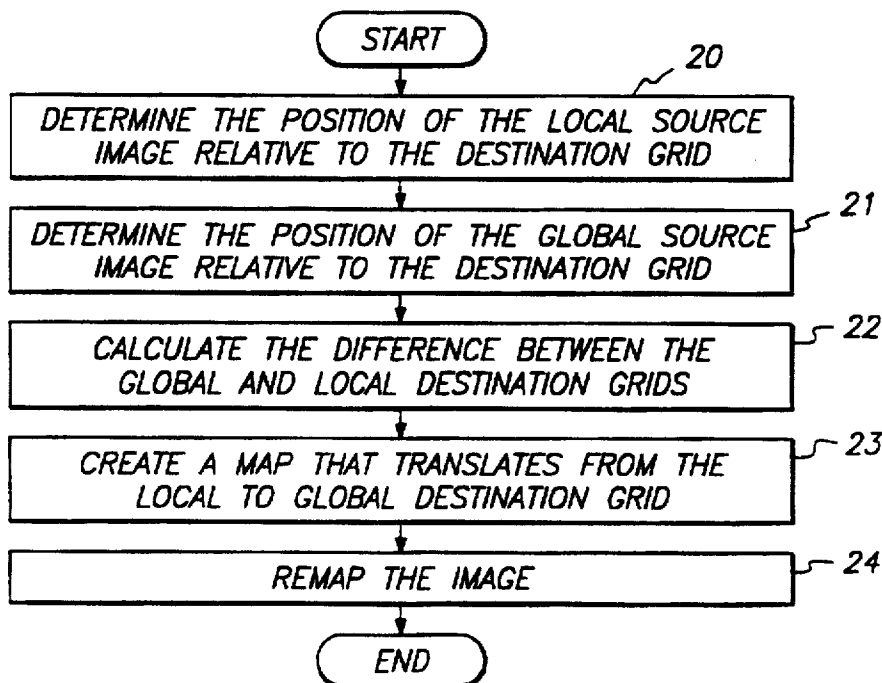 START
20
DETERMINE THE POSITION OF THE LOCAL SOURCE
IMAGE RELATIVE TO THE DESTINATION GRID
21
DETERMINE THE POSITION OF THE GLOBAL SOURCE
IMAGE RELATIVE TO THE DESTINATION GRID
22
CALCULATE THE DIFFERENCE BETWEEN THE
GLOBAL AND LOCAL DESTINATION GRIDS
23
CREATE A MAP THAT TRANSLATES FROM THE
LOCAL TO GLOBAL DESTINATION GRID
24
REMAP THE IMAGE
END